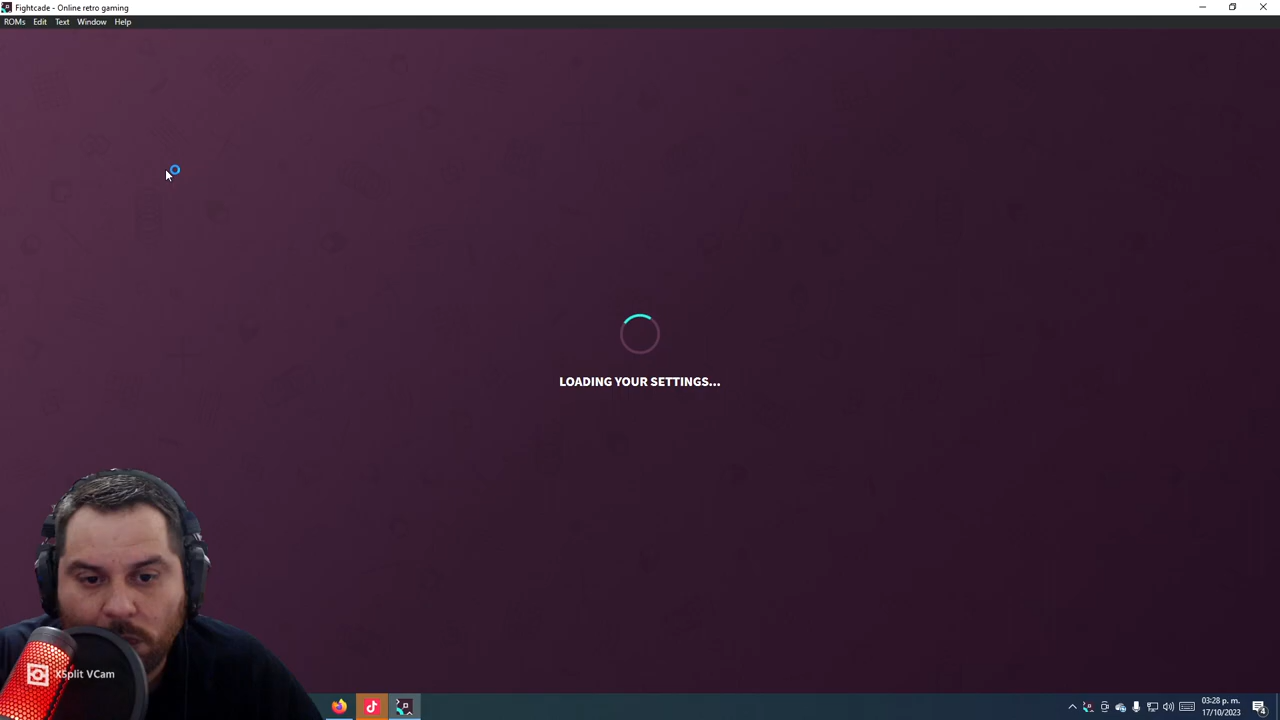 Fightcade - Online retro gaming
ROMs Edit Text Window Help
LOADING YOUR SETTINGS...
XSplit VCam
03:28 p. m.
17/10/2023
4